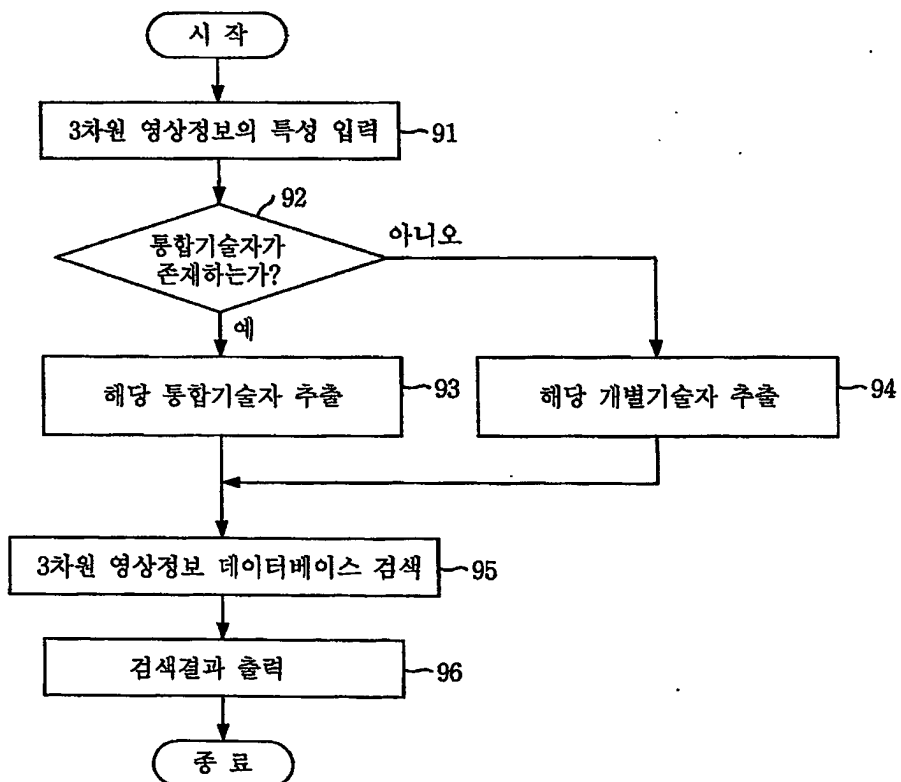 시 작
3차원 영상정보의 특성 입력
91
92
통합기술자가
존재하는가?
아니오
예
해당 통합기술자 추출
93
해당 개별기술자 추출
94
3차원 영상정보 데이터베이스 검색
95
검색결과 출력
96
종 료